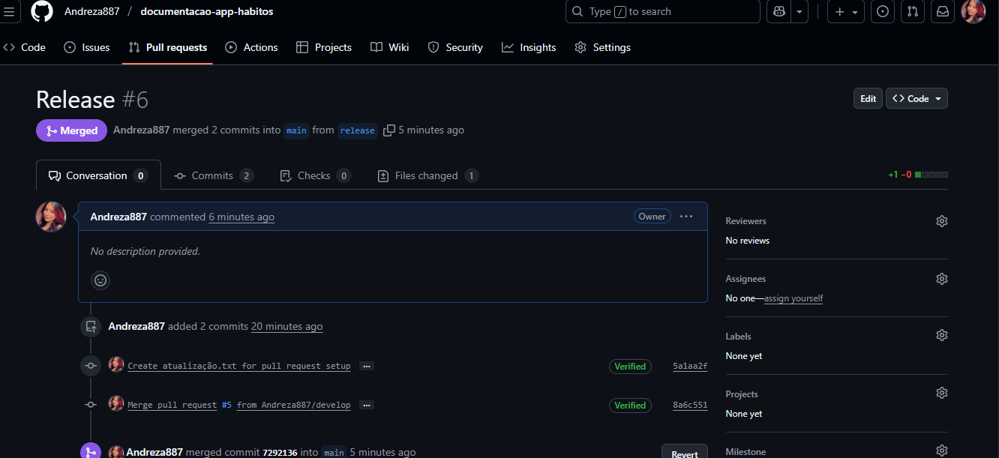 Andreza887 / documentacao-app-habitos Type / to search
Code Issues Pull requests Actions Projects Wiki Security Insights Settings
Release #6 Edit Code
Merged Andreza887 merged 2 commits into main from release 5 minutes ago
Conversation 0 Commits 2 Checks 0 Files changed 1 +1 −0
Andreza887 commented 6 minutes ago Owner
No description provided.
Andreza887 added 2 commits 20 minutes ago
Create atualização.txt for pull request setup Verified 5a1aa2f
Merge pull request #5 from Andreza887/develop Verified 8a6c551
Andreza887 merged commit 7292136 into main 5 minutes ago Revert
Reviewers
No reviews
Assignees
No one—assign yourself
Labels
None yet
Projects
None yet
Milestone